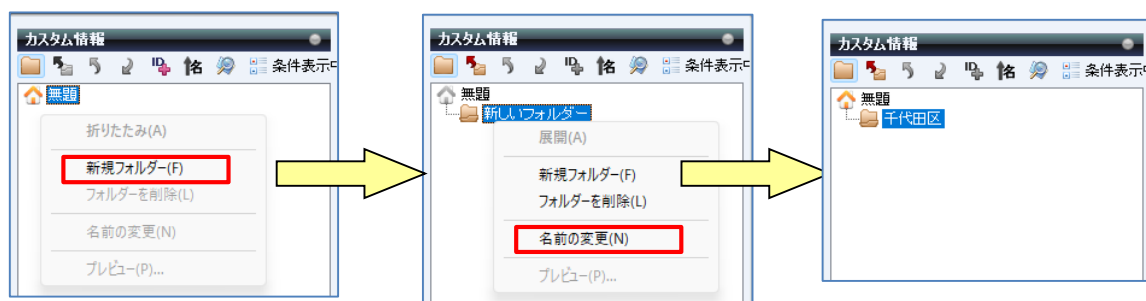 カスタム情報
条件表示
無題
折りたたみ(A)
新規フォルダー(F)
フォルダーを削除(L)
名前の変更(N)
プレビュー(P)...
カスタム情報
条件表示
無題
新しいフォルダー
展開(A)
新規フォルダー(F)
フォルダーを削除(L)
名前の変更(N)
プレビュー(P)...
カスタム情報
条件表示
無題
千代田区